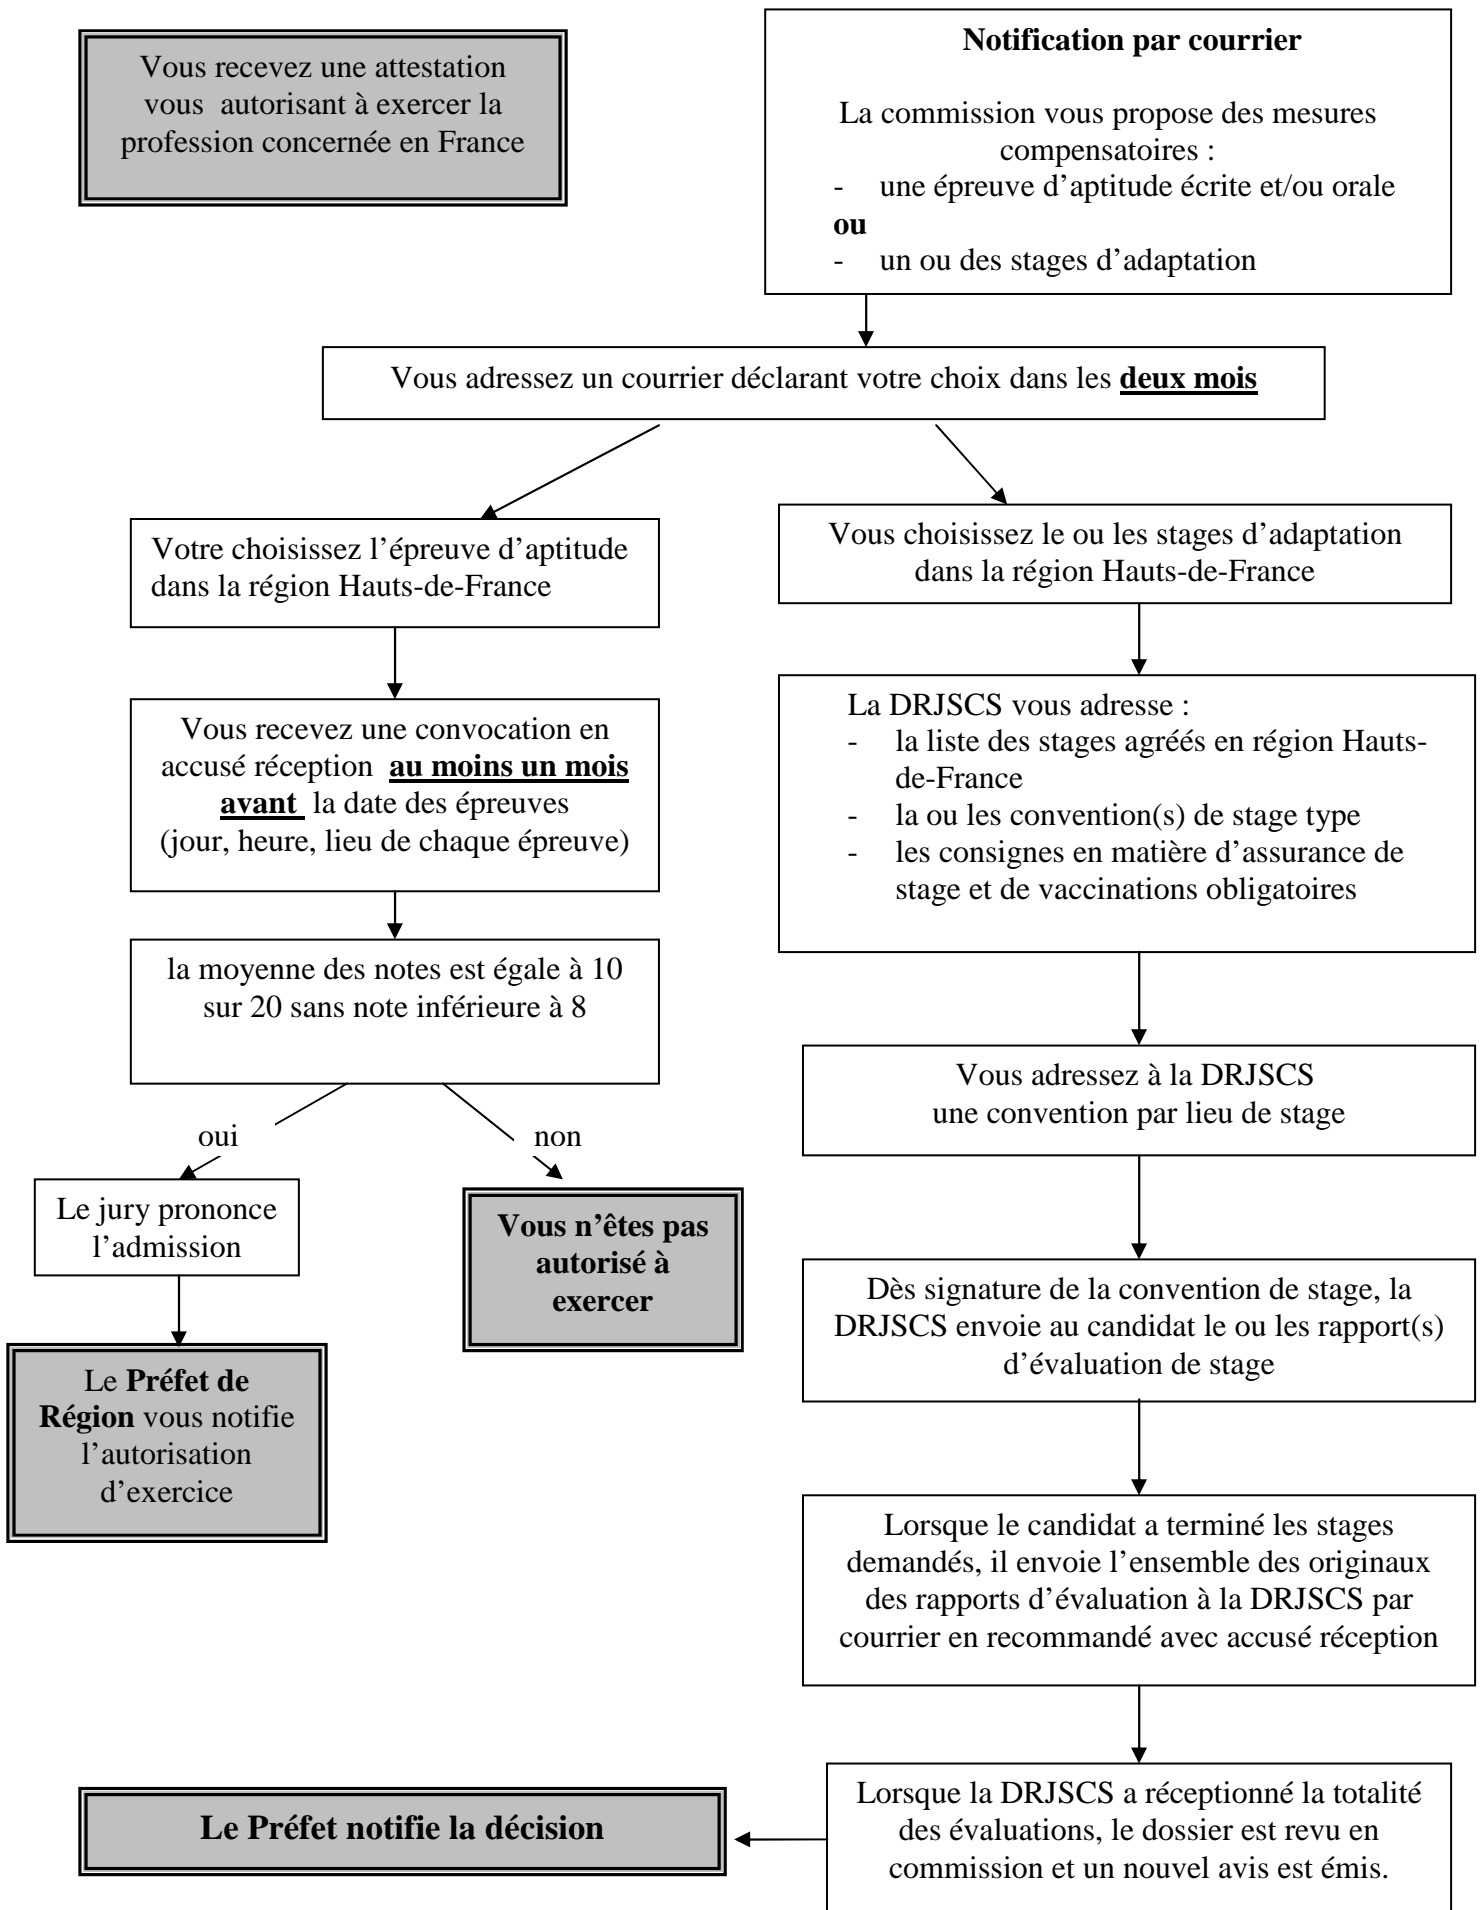 Vous recevez une attestation
vous  autorisant à exercer la
profession concernée en France
Notification par courrier
La commission vous propose des mesures
compensatoires :
-    une épreuve d’aptitude écrite et/ou orale
ou
-    un ou des stages d’adaptation
Vous adressez un courrier déclarant votre choix dans les deux mois
Votre choisissez l’épreuve d’aptitude
dans la région Hauts-de-France
Vous choisissez le ou les stages d’adaptation
dans la région Hauts-de-France
Vous recevez une convocation en
accusé réception  au moins un mois
avant  la date des épreuves
(jour, heure, lieu de chaque épreuve)
La DRJSCS vous adresse :
-    la liste des stages agréés en région Hauts-
de-France
-    la ou les convention(s) de stage type
-    les consignes en matière d’assurance de
stage et de vaccinations obligatoires
la moyenne des notes est égale à 10
sur 20 sans note inférieure à 8
Vous adressez à la DRJSCS
une convention par lieu de stage
oui
non
Le jury prononce
l’admission
Vous n’êtes pas
autorisé à
exercer
Dès signature de la convention de stage, la
DRJSCS envoie au candidat le ou les rapport(s)
d’évaluation de stage
Le Préfet de
Région vous notifie
l’autorisation
d’exercice
Lorsque le candidat a terminé les stages
demandés, il envoie l’ensemble des originaux
des rapports d’évaluation à la DRJSCS par
courrier en recommandé avec accusé réception
Lorsque la DRJSCS a réceptionné la totalité
des évaluations, le dossier est revu en
commission et un nouvel avis est émis.
Le Préfet notifie la décision